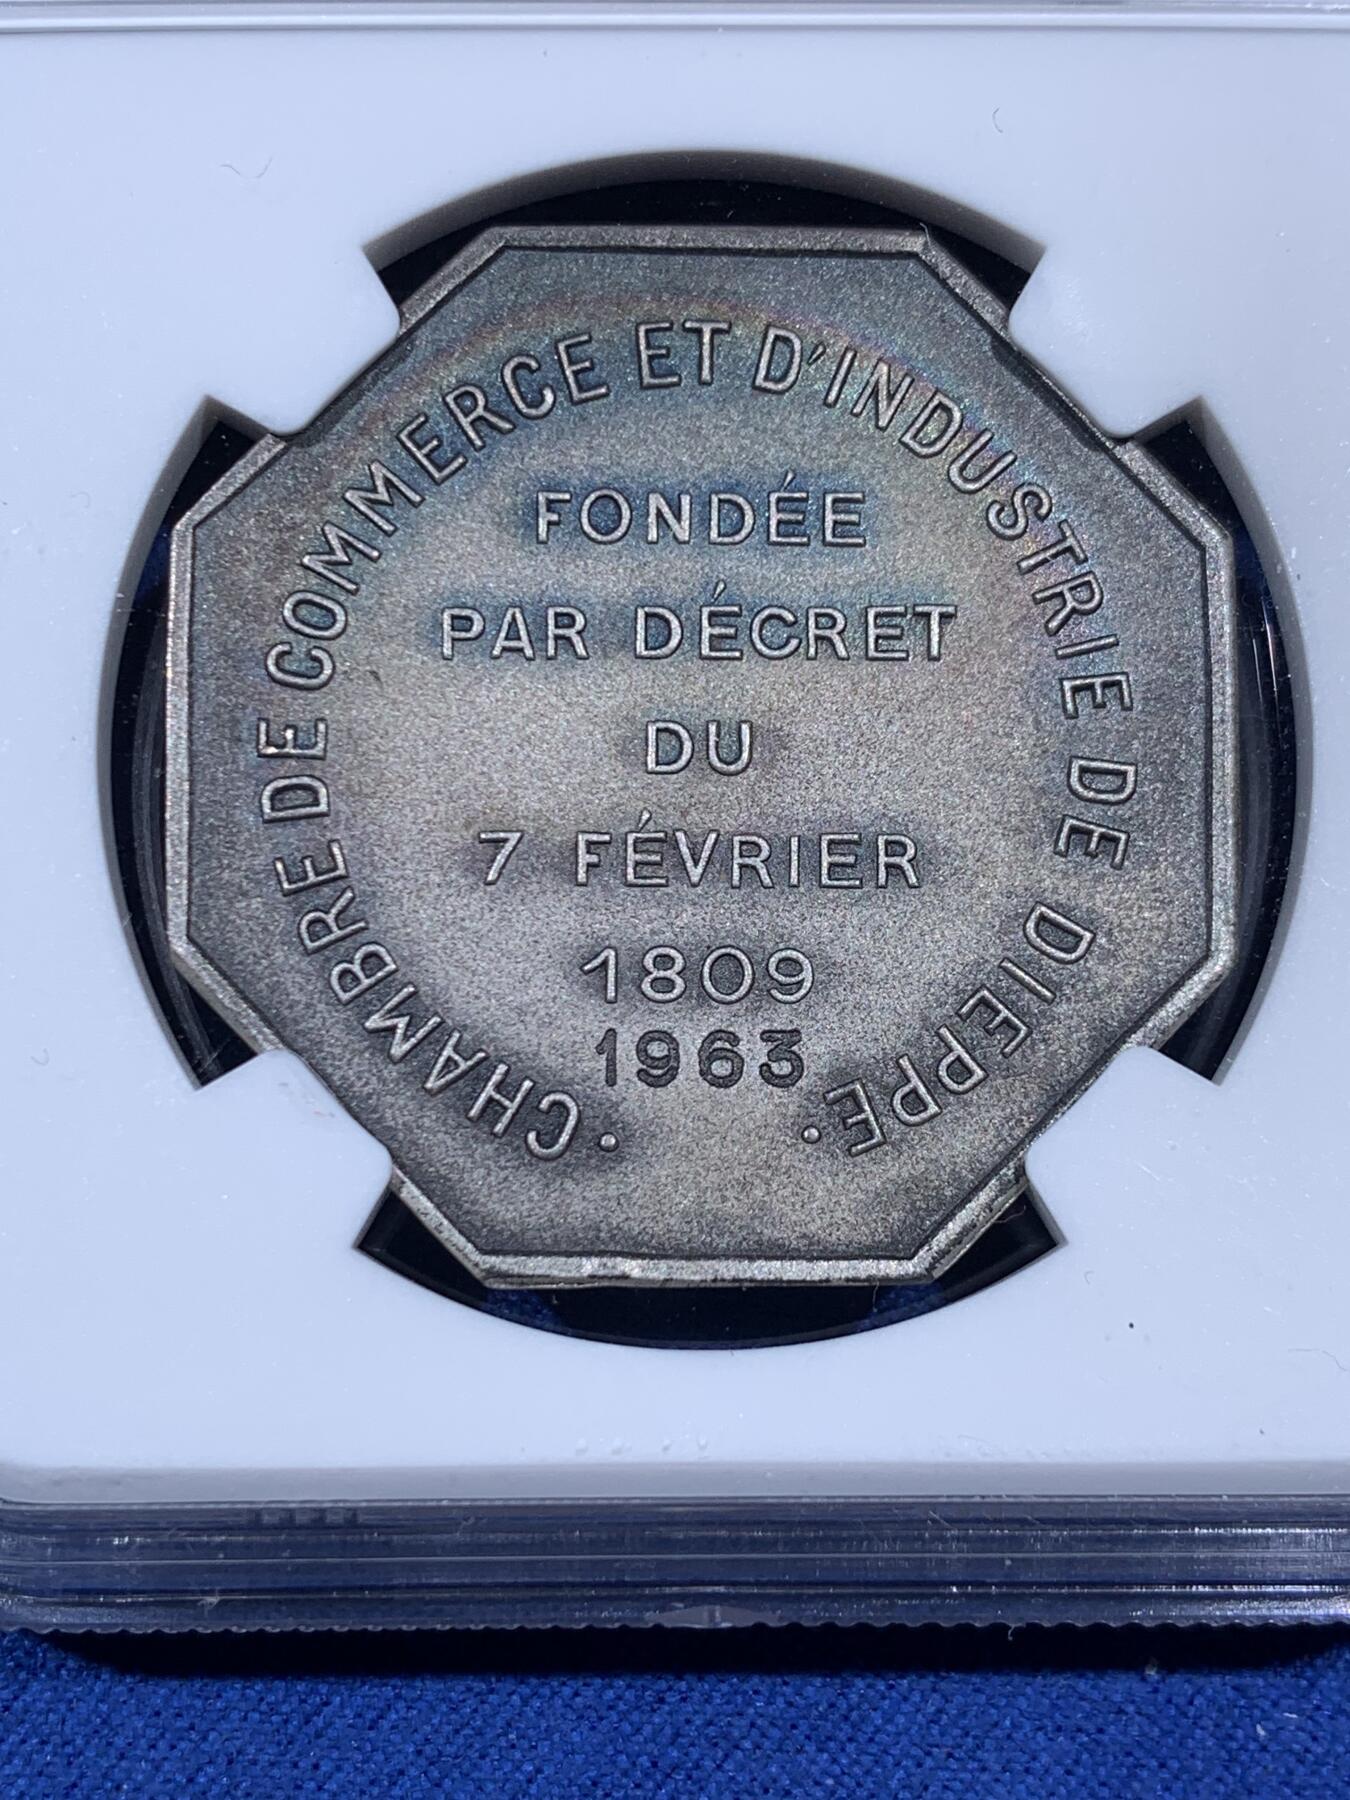 · CHAMBRE DE COMMERCE ET D'INDUSTRIE DE DIEPPE ·
FONDÉE
PAR DÉCRET
DU
7 FÉVRIER
1809
1963